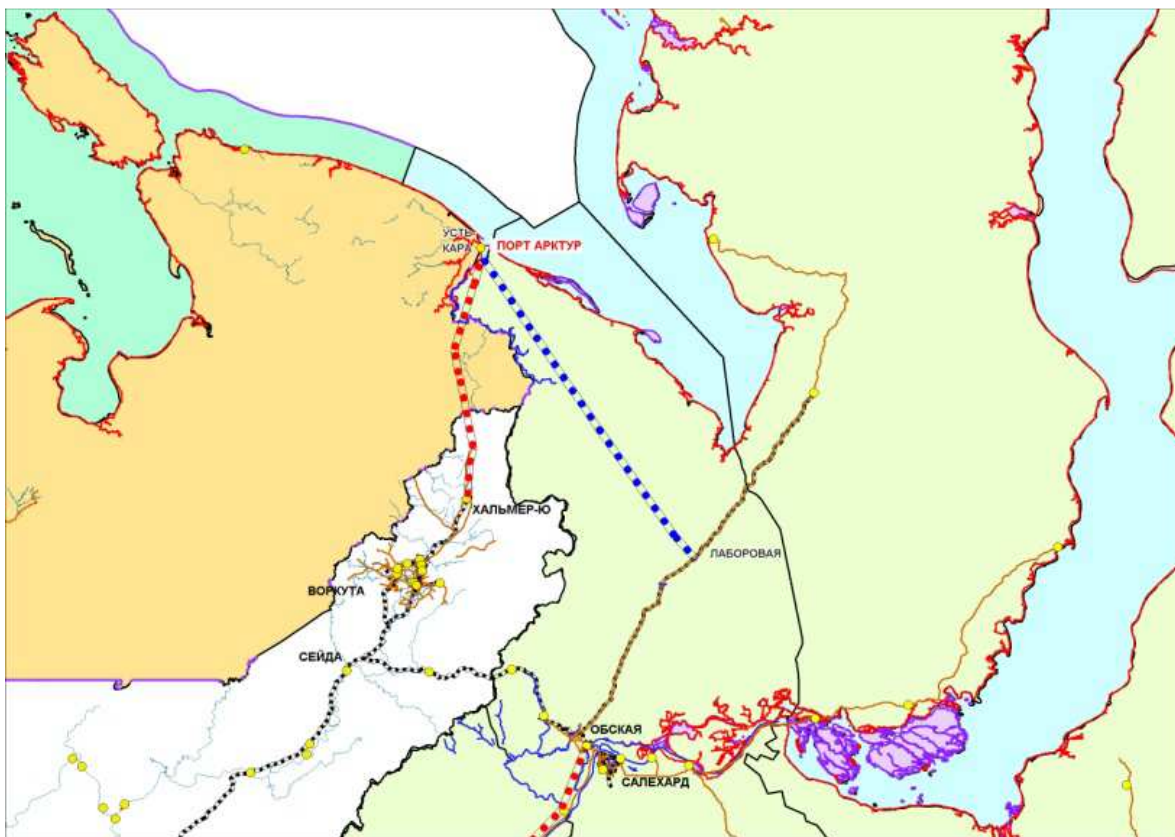 УСТЬ
КАРА
ПОРТ АРКТУР
ХАЛЬМЕР-Ю
ЛАБОРОВАЯ
ВОРКУТА
СЕЙДА
ОБСКАЯ
САЛЕХАРД